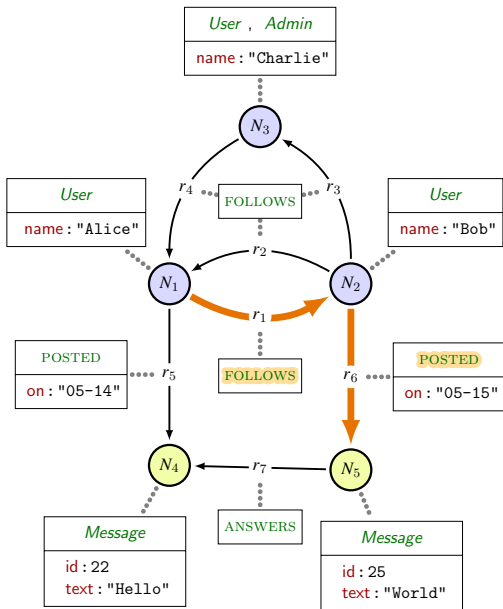 User , Admin
name : "Charlie"
N3
r4
r3
FOLLOWS
User
name : "Alice"
User
name : "Bob"
r2
N1
N2
r1
POSTED
on : "05-14"
r5
FOLLOWS
r6
POSTED
on : "05-15"
N4
r7
N5
ANSWERS
Message
id : 22
text : "Hello"
Message
id : 25
text : "World"